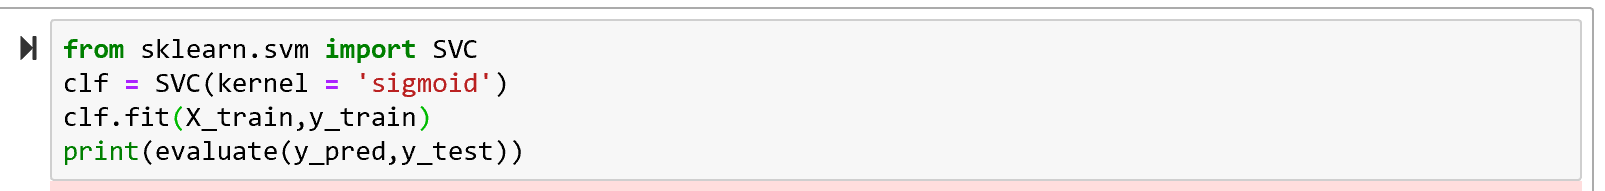 from sklearn.svm import SVC
clf = SVC(kernel = 'sigmoid')
clf.fit(X_train,y_train)
print(evaluate(y_pred,y_test))